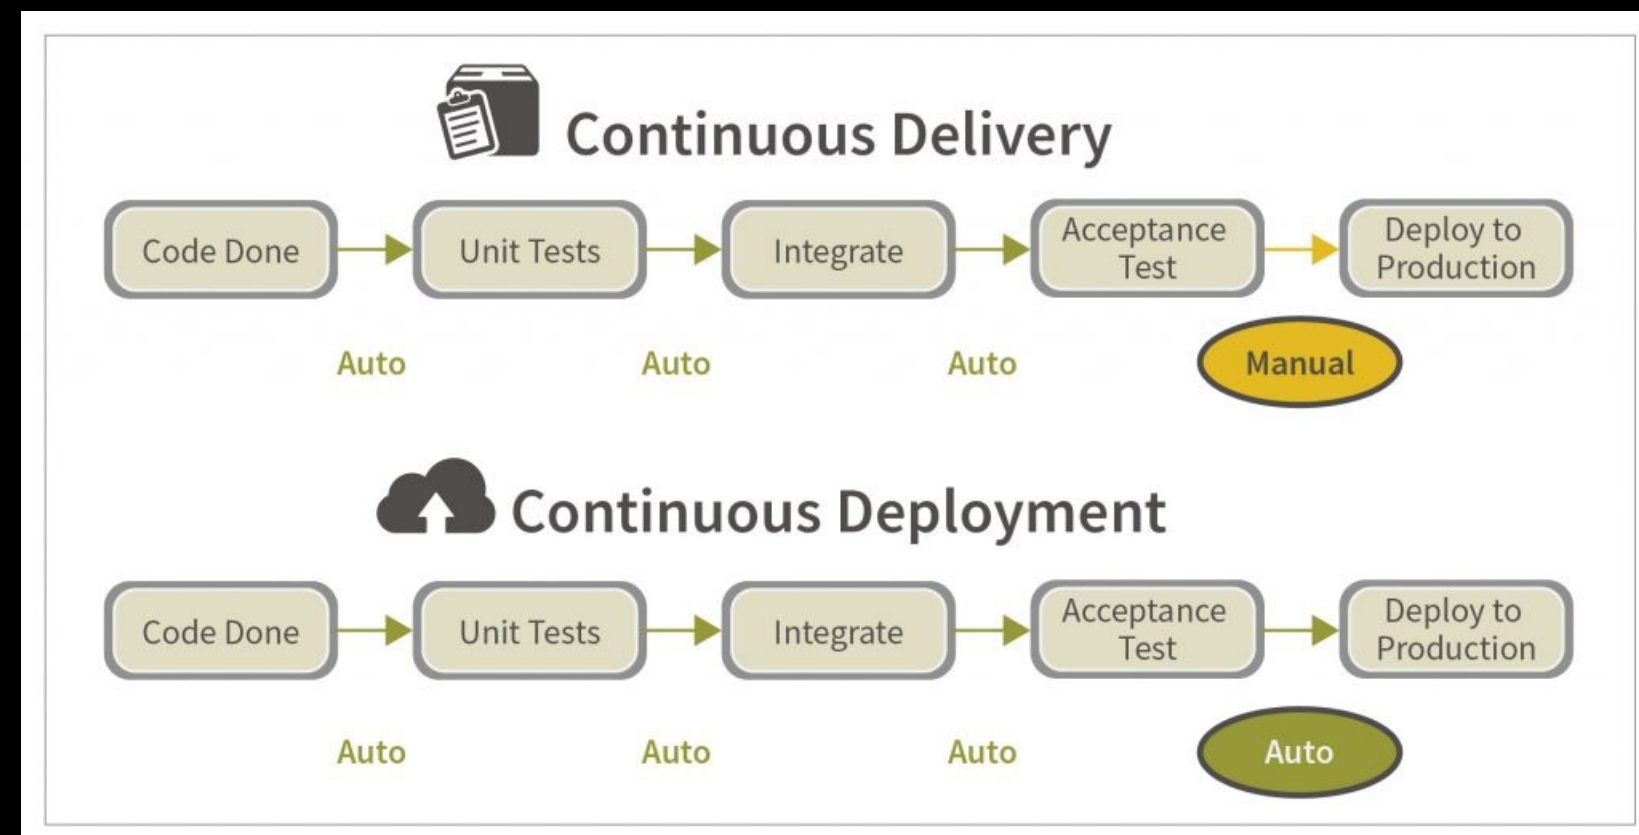 Continuous Delivery
Code Done
Unit Tests
Integrate
Acceptance
Test
Deploy to
Production
Auto
Auto
Auto
Manual
Continuous Deployment
Code Done
Unit Tests
Integrate
Acceptance
Test
Deploy to
Production
Auto
Auto
Auto
Auto